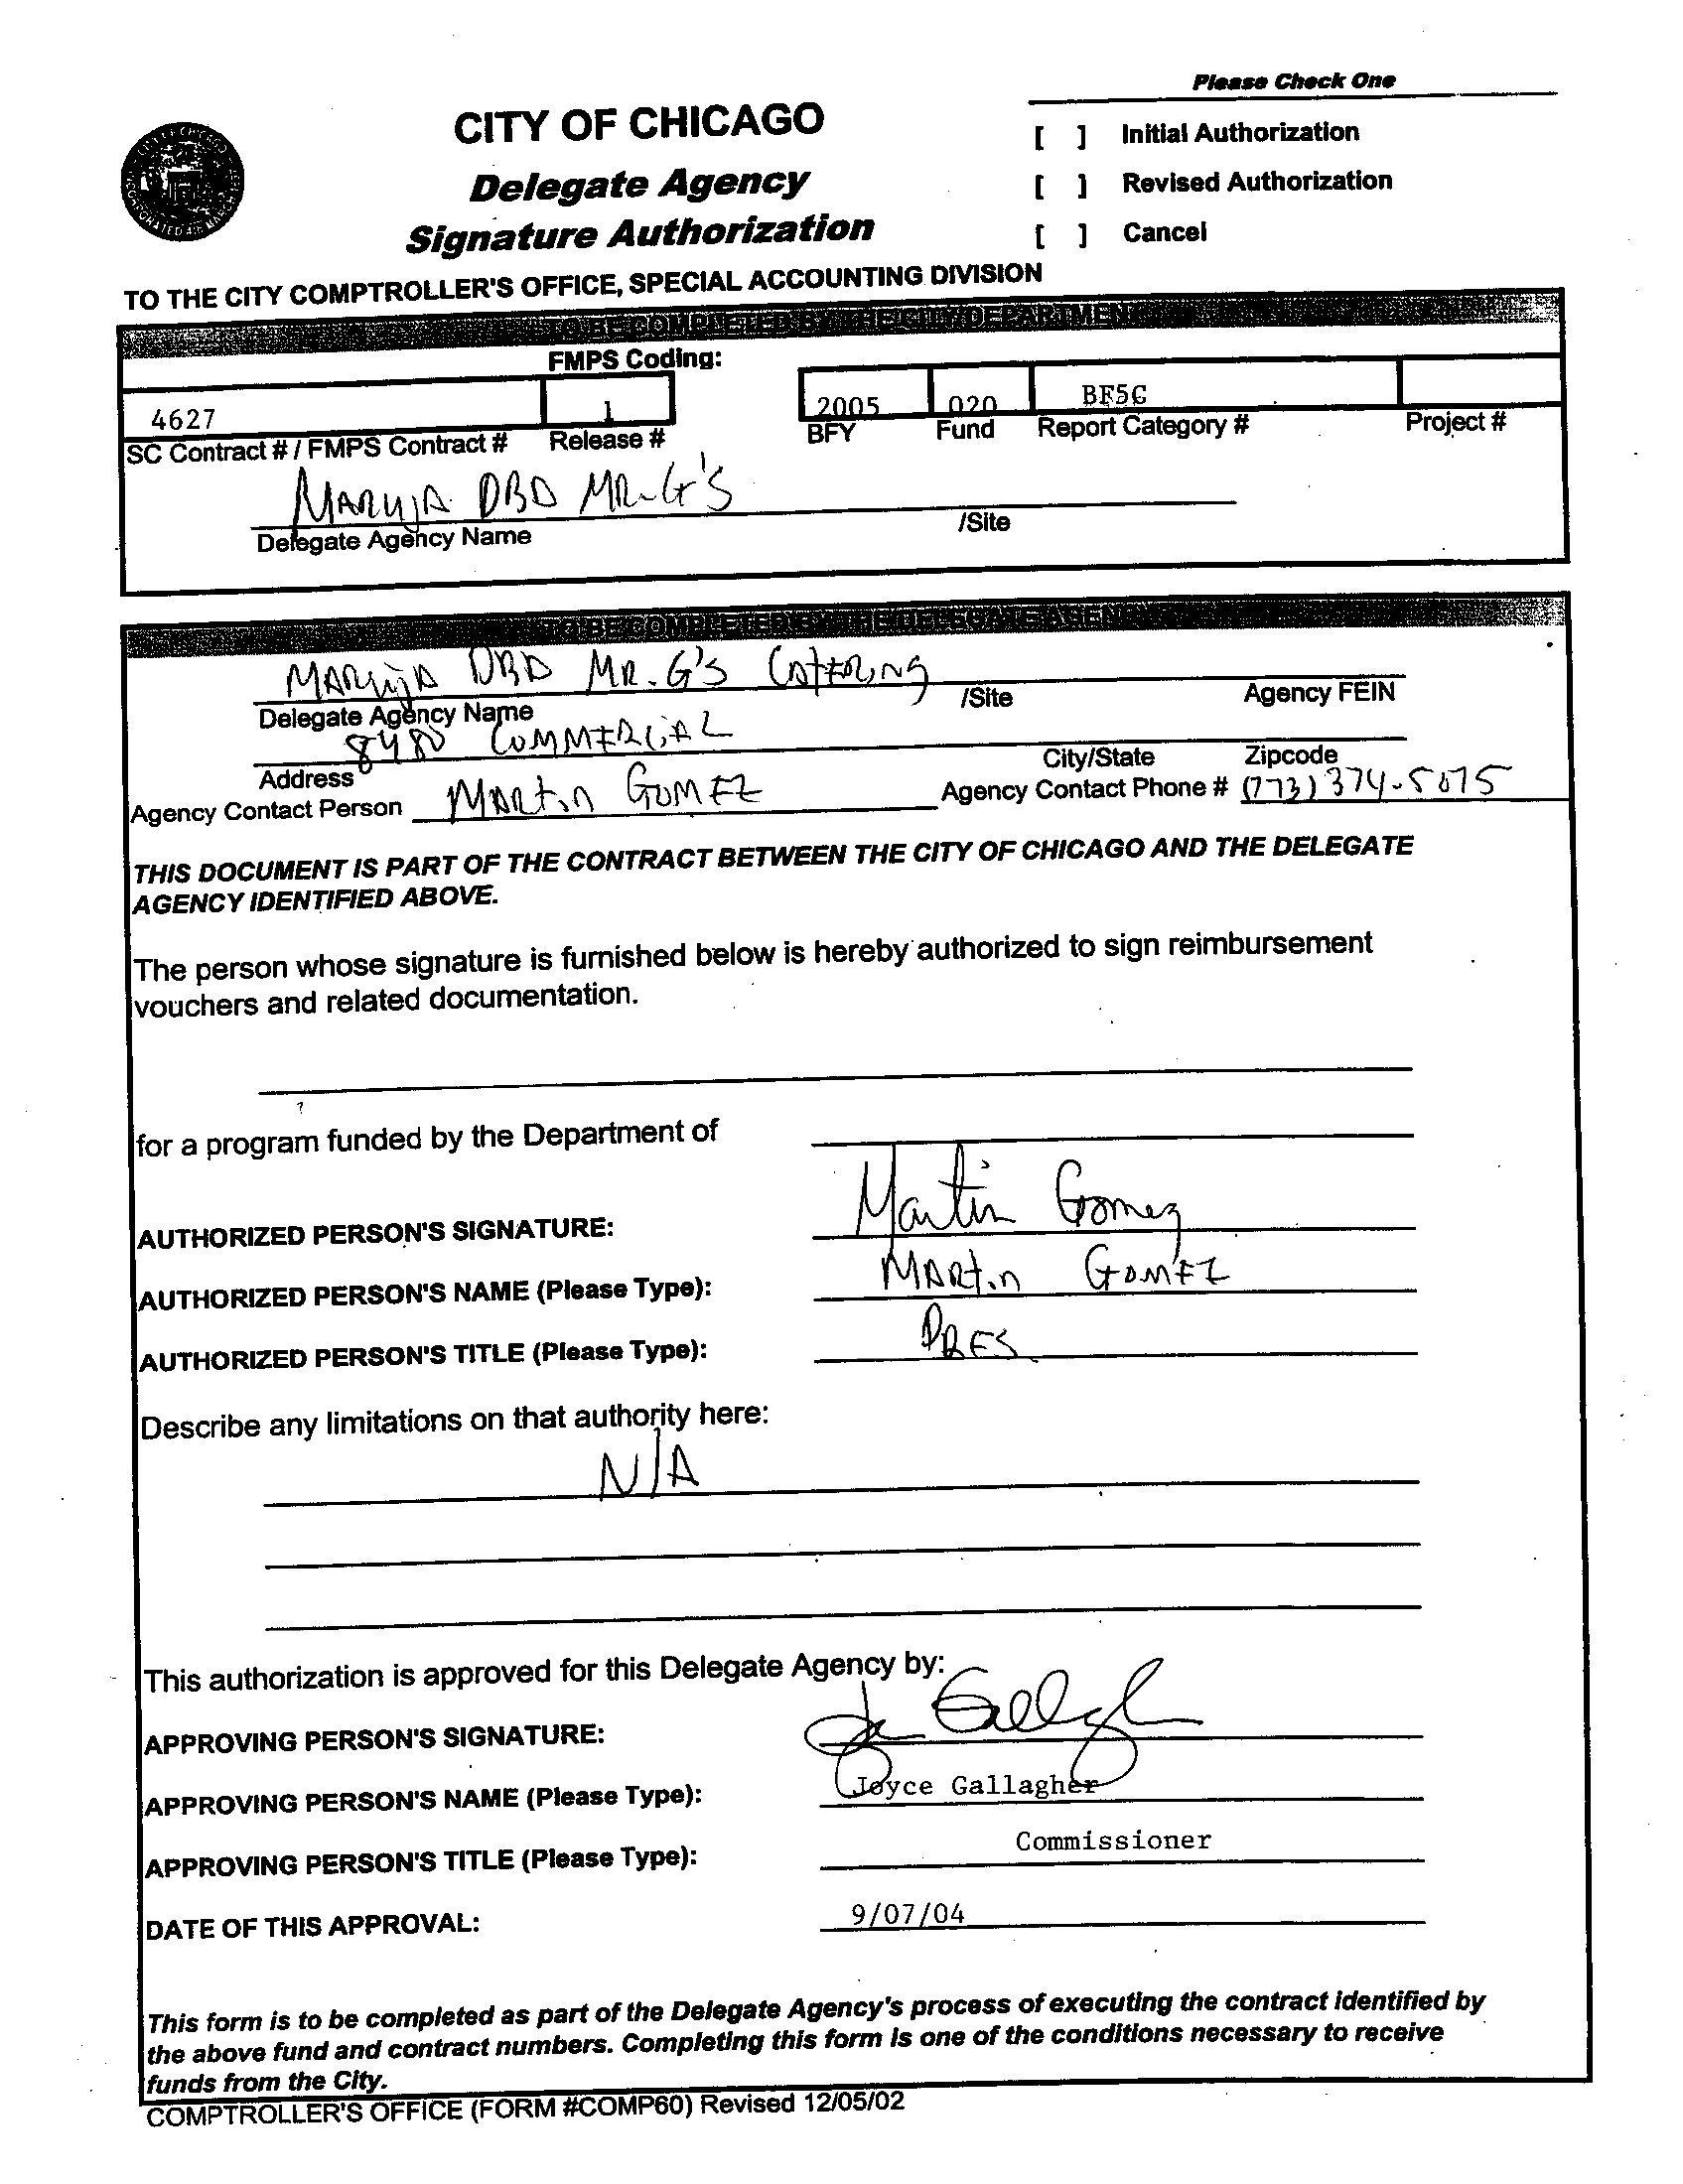 Please Check One
CITY OF CHICAGO
[ ] Initial Authorization
Delegate Agency
[ ] Revised Authorization
Signature Authorization
[ ] Cancel
TO THE CITY COMPTROLLER'S OFFICE, SPECIAL ACCOUNTING DIVISION
TO BE COMPLETED BY THE CITY/DEPARTMENT
FMPS Coding:
4627 1 2005 020 BF5G
SC Contract # / FMPS Contract # Release # BFY Fund Report Category # Project #
DBD MR. G'S
Delegate Agency Name /Site
TO BE COMPLETED BY THE DELEGATE AGENCY
DBD MR. G'S CATERING
Delegate Agency Name /Site Agency FEIN
8480 COMMERCIAL
Address City/State Zipcode
Agency Contact Person MARTIN GOMEZ Agency Contact Phone # (773) 374-5075
THIS DOCUMENT IS PART OF THE CONTRACT BETWEEN THE CITY OF CHICAGO AND THE DELEGATE
AGENCY IDENTIFIED ABOVE.
The person whose signature is furnished below is hereby authorized to sign reimbursement
vouchers and related documentation.
for a program funded by the Department of
AUTHORIZED PERSON'S SIGNATURE: Martin Gomez
AUTHORIZED PERSON'S NAME (Please Type): MARTIN GOMEZ
AUTHORIZED PERSON'S TITLE (Please Type): PRES
Describe any limitations on that authority here:
N/A
This authorization is approved for this Delegate Agency by:
APPROVING PERSON'S SIGNATURE:
APPROVING PERSON'S NAME (Please Type): Joyce Gallagher
APPROVING PERSON'S TITLE (Please Type): Commissioner
DATE OF THIS APPROVAL: 9/07/04
This form is to be completed as part of the Delegate Agency's process of executing the contract identified by
the above fund and contract numbers. Completing this form is one of the conditions necessary to receive
funds from the City.
COMPTROLLER'S OFFICE (FORM #COMP60) Revised 12/05/02